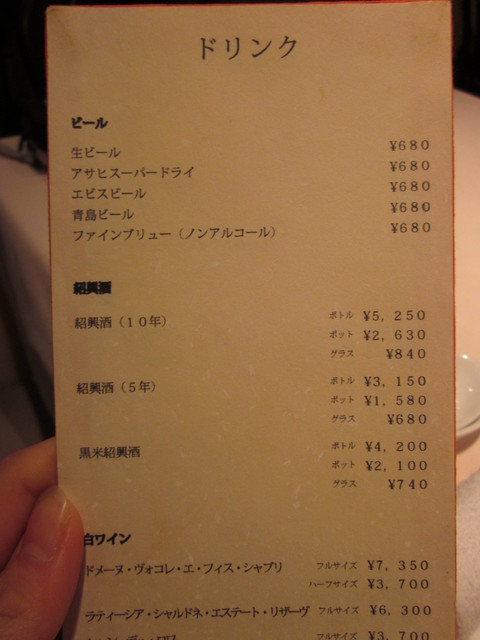 ドリンク
ビール
生ビール ¥680
アサヒスーパードライ ¥680
エビスビール ¥680
青島ビール ¥680
ファインブリュー（ノンアルコール） ¥680
紹興酒
紹興酒（10年） ボトル ¥5,250
ポット ¥2,630
グラス ¥840
紹興酒（5年） ボトル ¥3,150
ポット ¥1,580
グラス ¥680
黒米紹興酒 ボトル ¥4,200
ポット ¥2,100
グラス ¥740
白ワイン
ドメーヌ・ヴォコレ・エ・フィス・シャブリ フルサイズ ¥7,350
ハーフサイズ ¥3,700
ラティーシア・シャルドネ・エステート・リザーヴ フルサイズ ¥6,300
フルサイズ ¥3,700